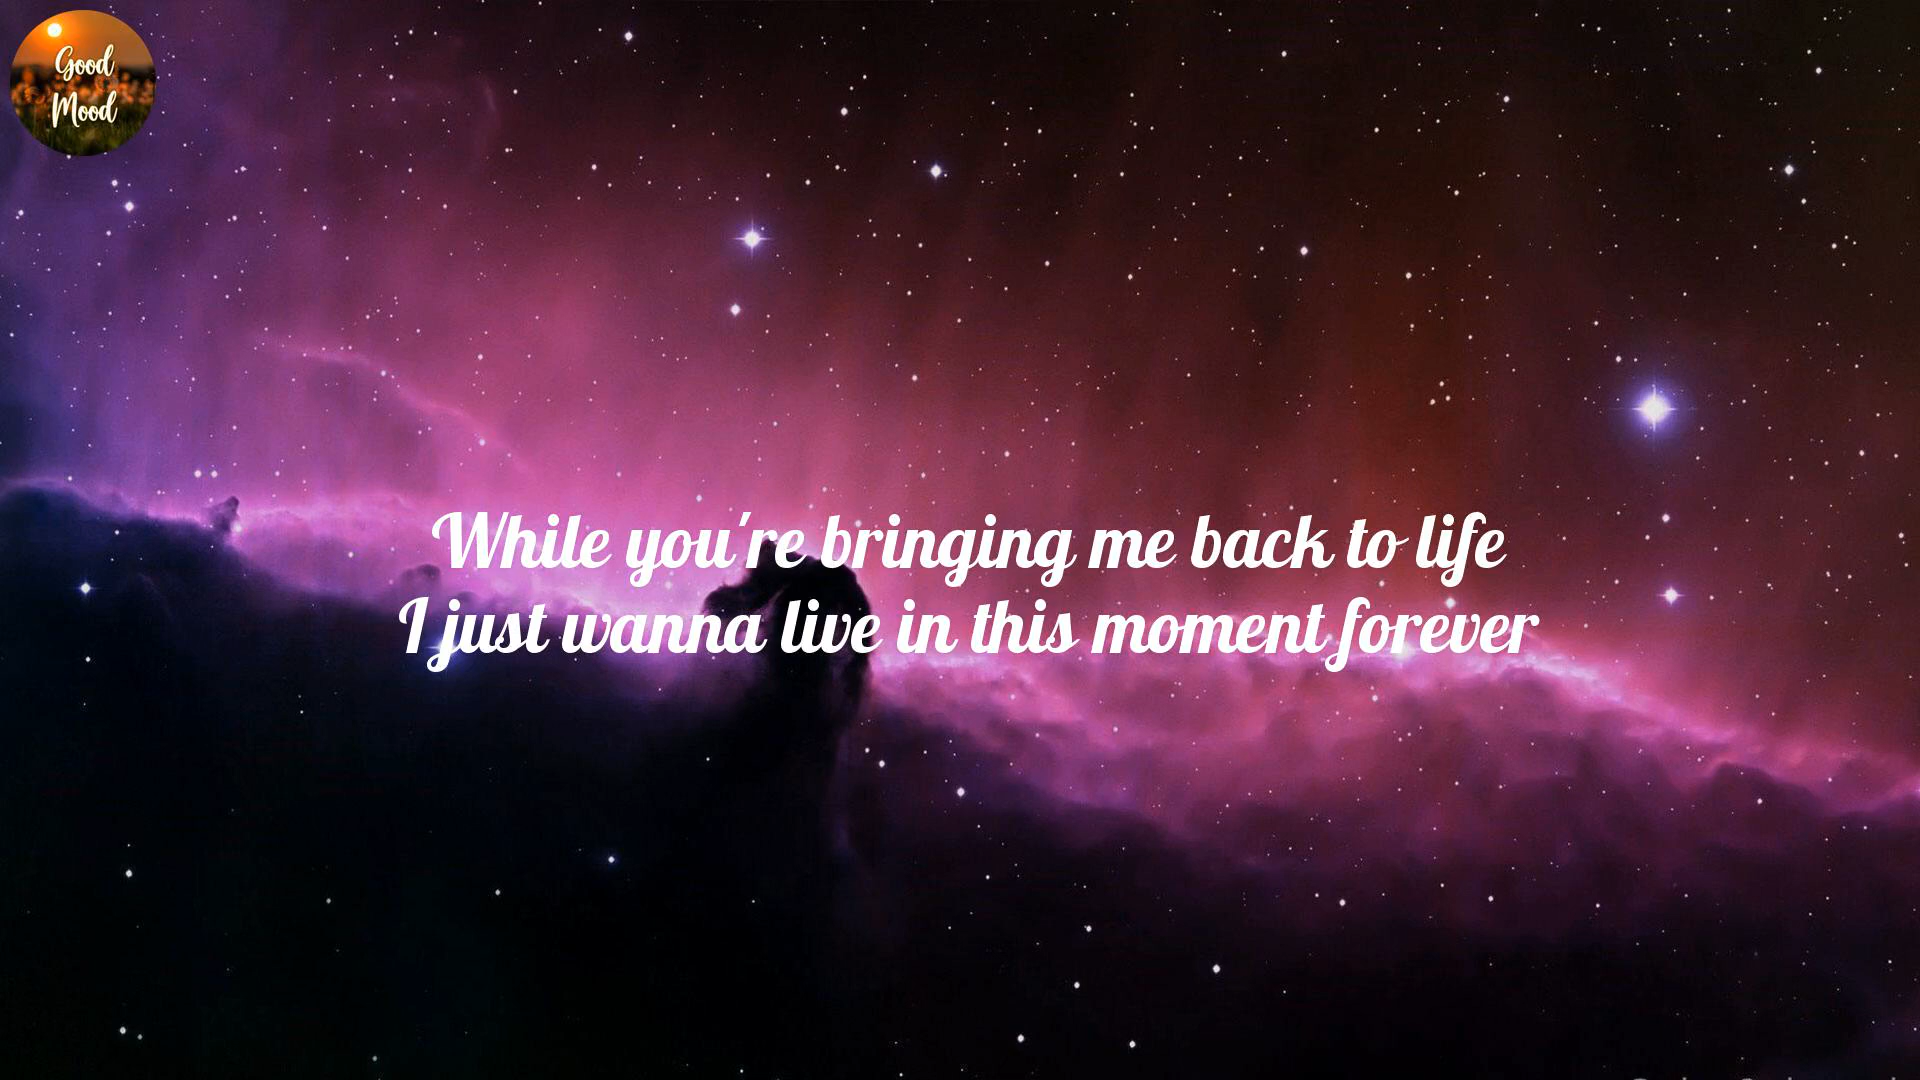 Good
Mood
While you're bringing me back to life
I just wanna live in this moment forever